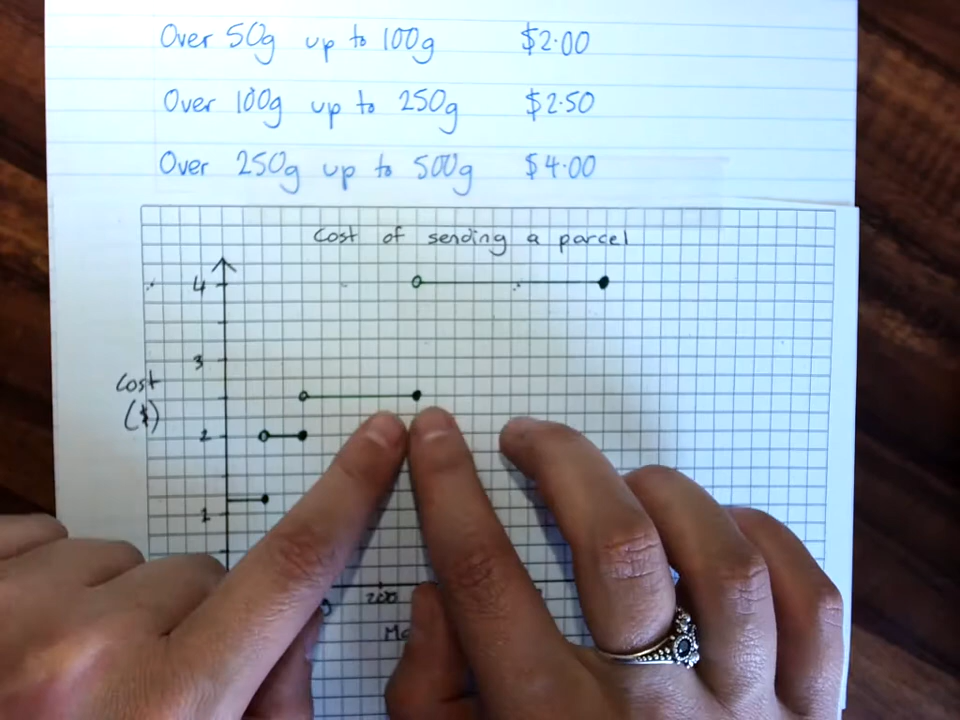 Over 50g up to 100g $2.00
Over 100g up to 250g $2.50
Over 250g up to 500g $4.00
Cost of sending a parcel
4
3
Cost
($)
2
1
200